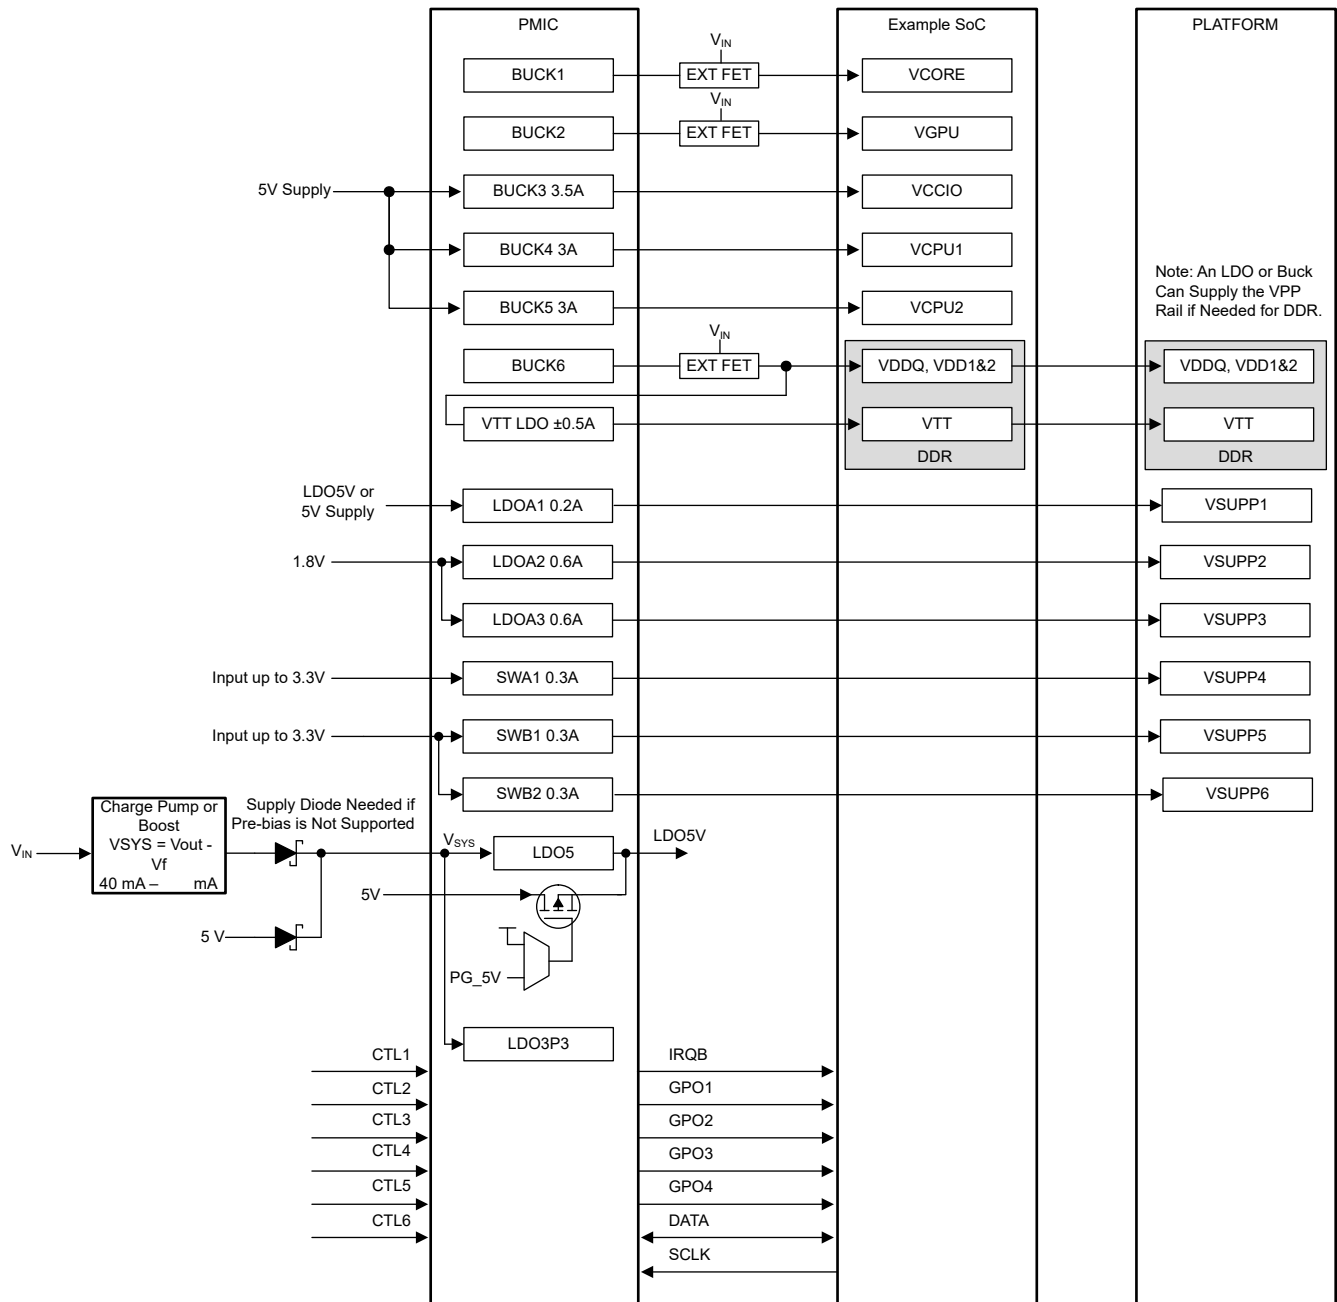 PMIC
Example SoC
PLATFORM
VIN
BUCK1
EXT FET
VCORE
VIN
BUCK2
EXT FET
VGPU
5V Supply
BUCK3 3.5A
VCCIO
BUCK4 3A
VCPU1
Note: An LDO or Buck
Can Supply the VPP
Rail if Needed for DDR.
BUCK5 3A
VCPU2
VIN
BUCK6
EXT FET
VDDQ, VDD1&2
VDDQ, VDD1&2
VTT LDO ±0.5A
VTT
VTT
DDR
DDR
LDO5V or
5V Supply
LDOA1 0.2A
VSUPP1
1.8V
LDOA2 0.6A
VSUPP2
LDOA3 0.6A
VSUPP3
Input up to 3.3V
SWA1 0.3A
VSUPP4
Input up to 3.3V
SWB1 0.3A
VSUPP5
SWB2 0.3A
VSUPP6
Charge Pump or
Boost
VSYS = Vout -
Vf
40 mA – mA
Supply Diode Needed if
Pre-bias is Not Supported
VIN
VSYS
LDO5
LDO5V
5V
5 V
PG_5V
LDO3P3
CTL1
IRQB
CTL2
GPO1
CTL3
GPO2
CTL4
GPO3
CTL5
GPO4
CTL6
DATA
SCLK